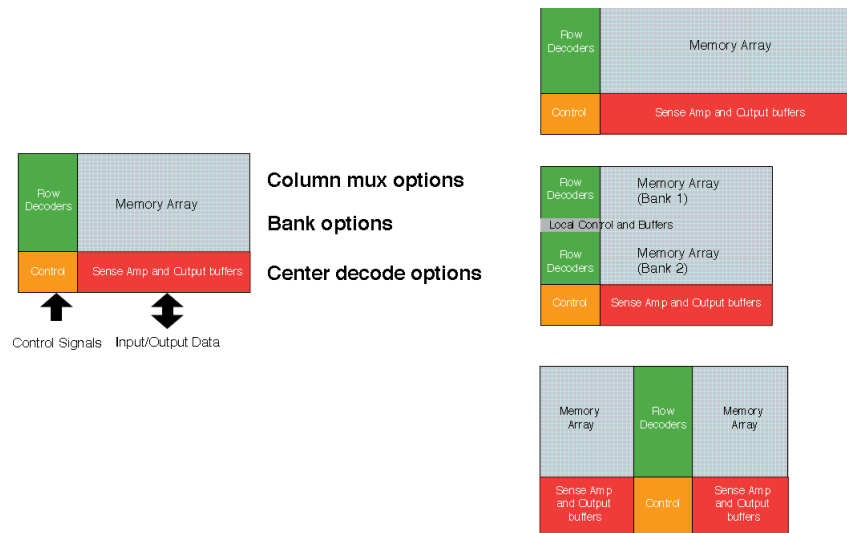 Row
Decoders
Memory Array
Control
Sense Amp and Output buffers
Control Signals
Input/Output Data
Column mux options
Bank options
Center decode options
Row
Decoders
Memory Array
Control
Sense Amp and Output buffers
Row
Decoders
Memory Array
(Bank 1)
Local Control and Buffers
Row
Decoders
Memory Array
(Bank 2)
Control
Sense Amp and Output buffers
Memory
Array
Row
Decoders
Memory
Array
Sense Amp
and Output
buffers
Control
Sense Amp
and Output
buffers